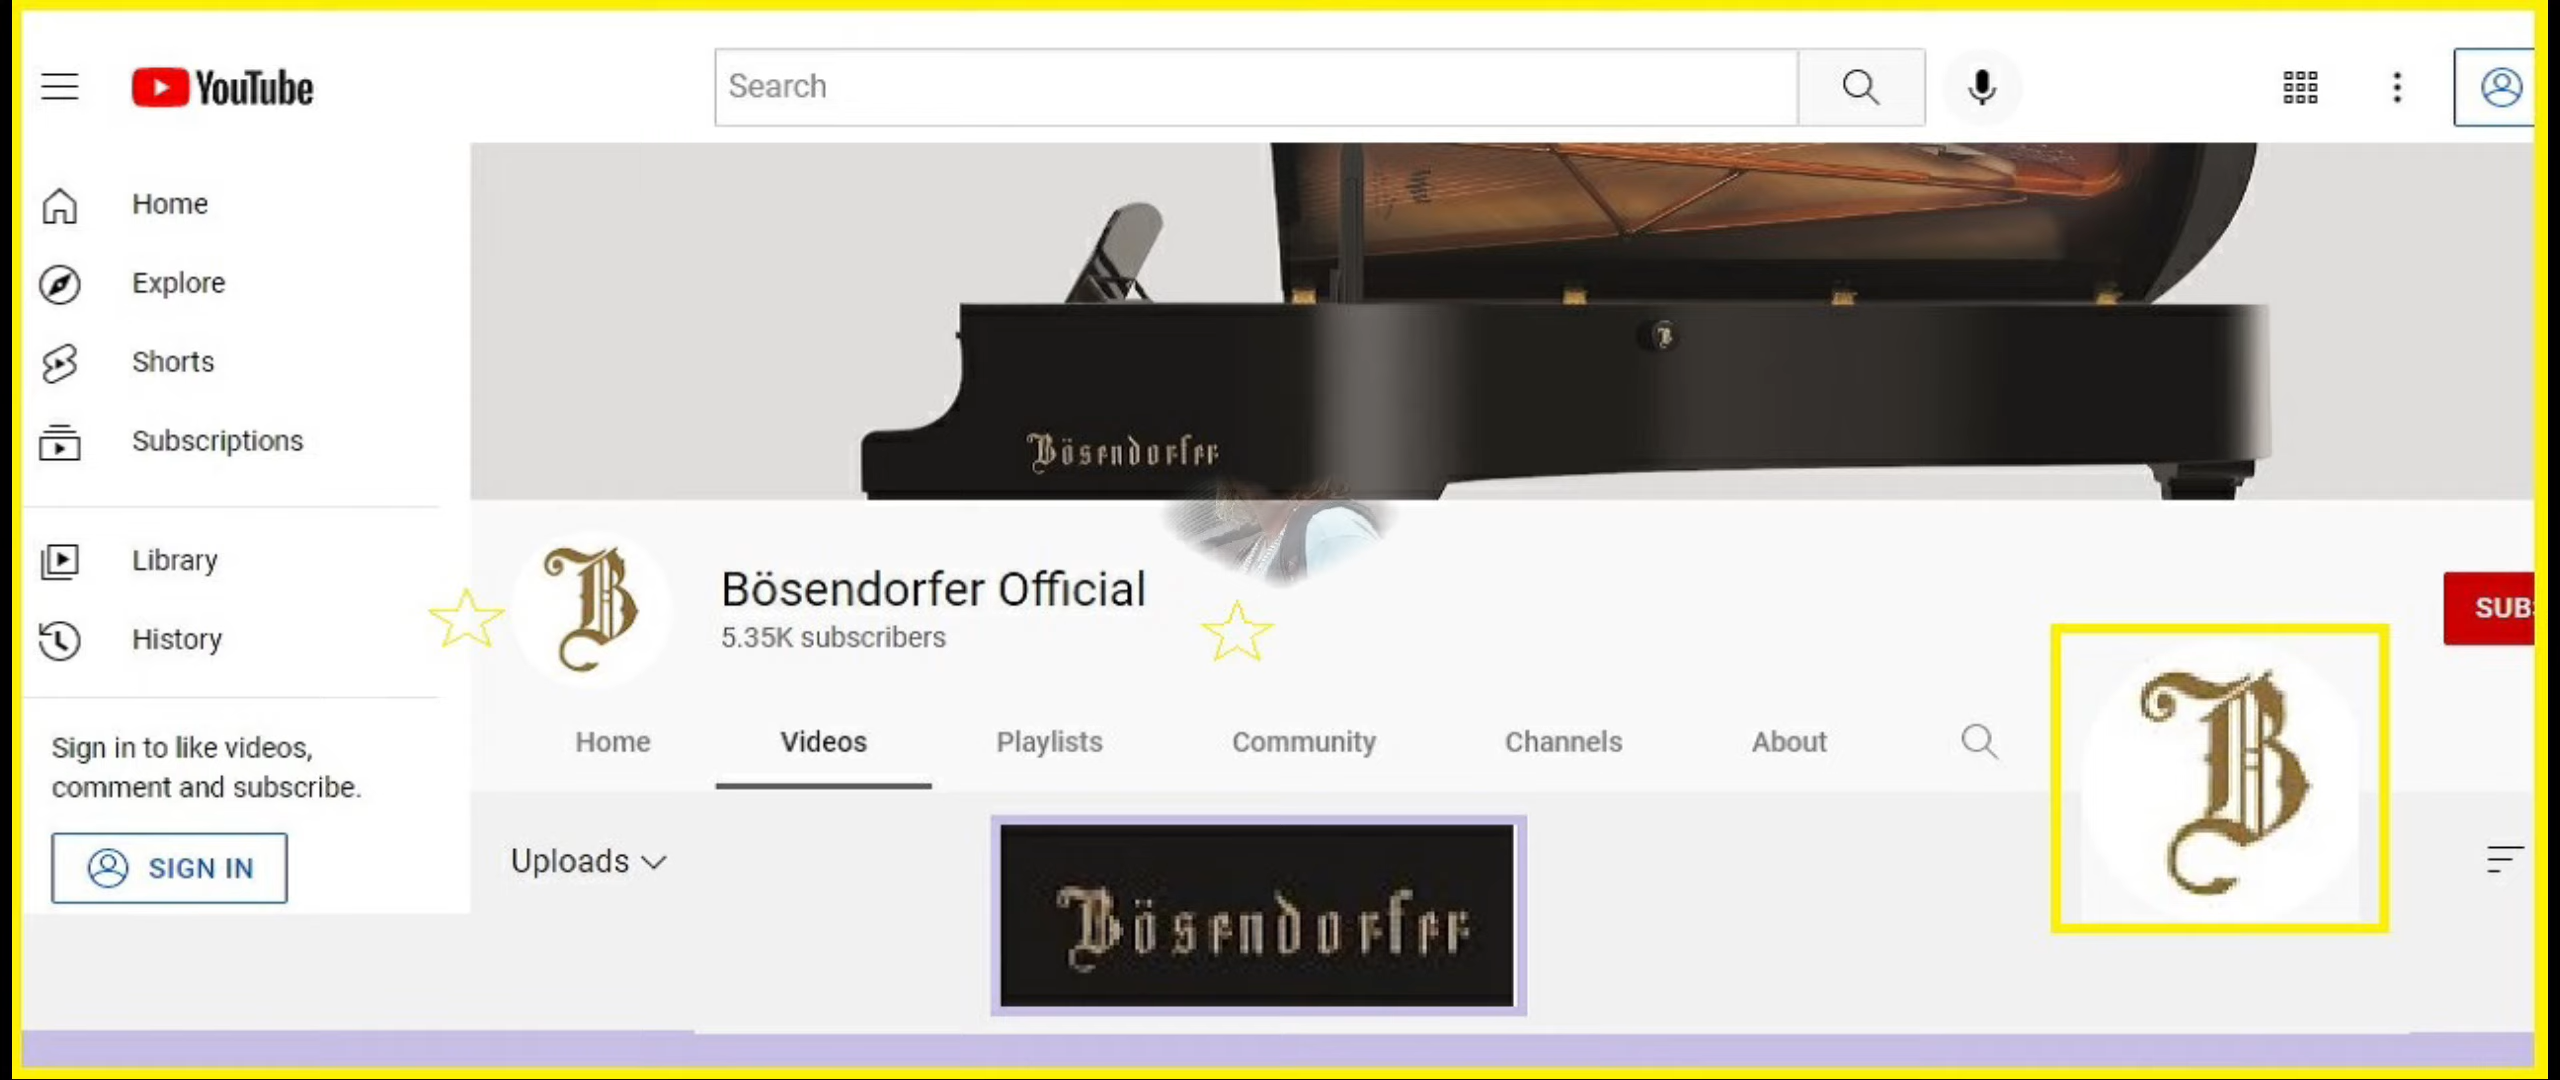 YouTube
Search
Home
Explore
Shorts
Subscriptions
Library
History
Sign in to like videos,
comment and subscribe.
SIGN IN
Bösendorfer
B
B
Bösendorfer Official
5.35K subscribers
SUB
Home Videos Playlists Community Channels About
Uploads
Bösendorfer
B